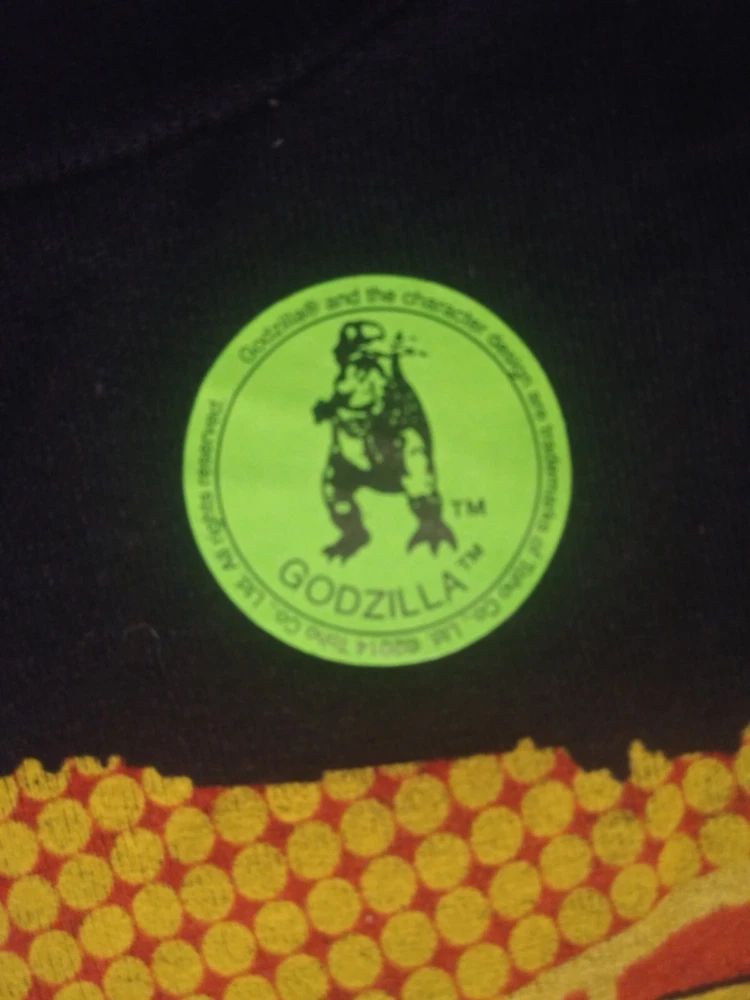 Godzilla® and the character design are trademarks of Toho Co., Ltd. ©2014 Toho Co., Ltd. All rights reserved
TM
GODZILLA™